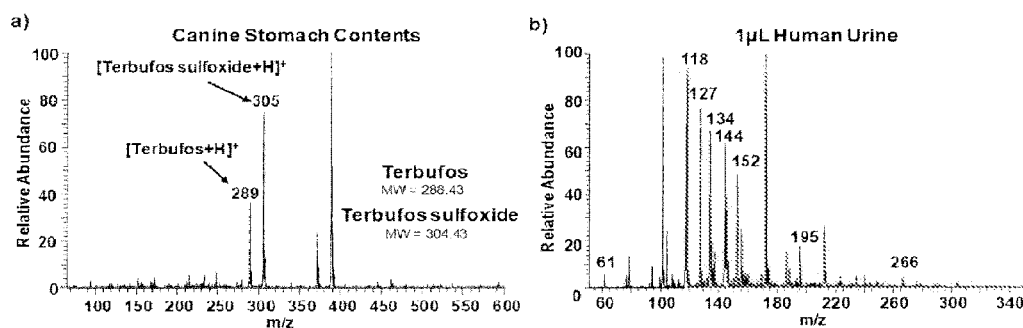 a)
Canine Stomach Contents
[Terbufos sulfoxide+H]⁺
305
[Terbufos+H]⁺
289
Terbufos
MW = 288.43
Terbufos sulfoxide
MW = 304.43
Relative Abundance
100
80
60
40
20
0
100 150 200 250 300 350 400 450 500 550 600
m/z
b)
1μL Human Urine
118
127
134
144
152
61
195
266
Relative Abundance
100
80
60
40
20
0
60 100 140 180 220 260 300 340
m/z